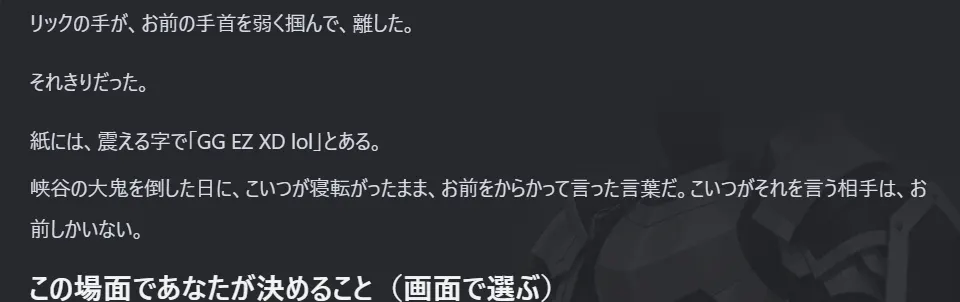 リックの手が、お前の手首を弱く掴んで、離した。
それきりだった。
紙には、震える字で「GG EZ XD lol」とある。
峡谷の大鬼を倒した日に、こいつが寝転がったまま、お前をからかって言った言葉だ。こいつがそれを言う相手は、お
前しかいない。
この場面であなたが決めること（画面で選ぶ）